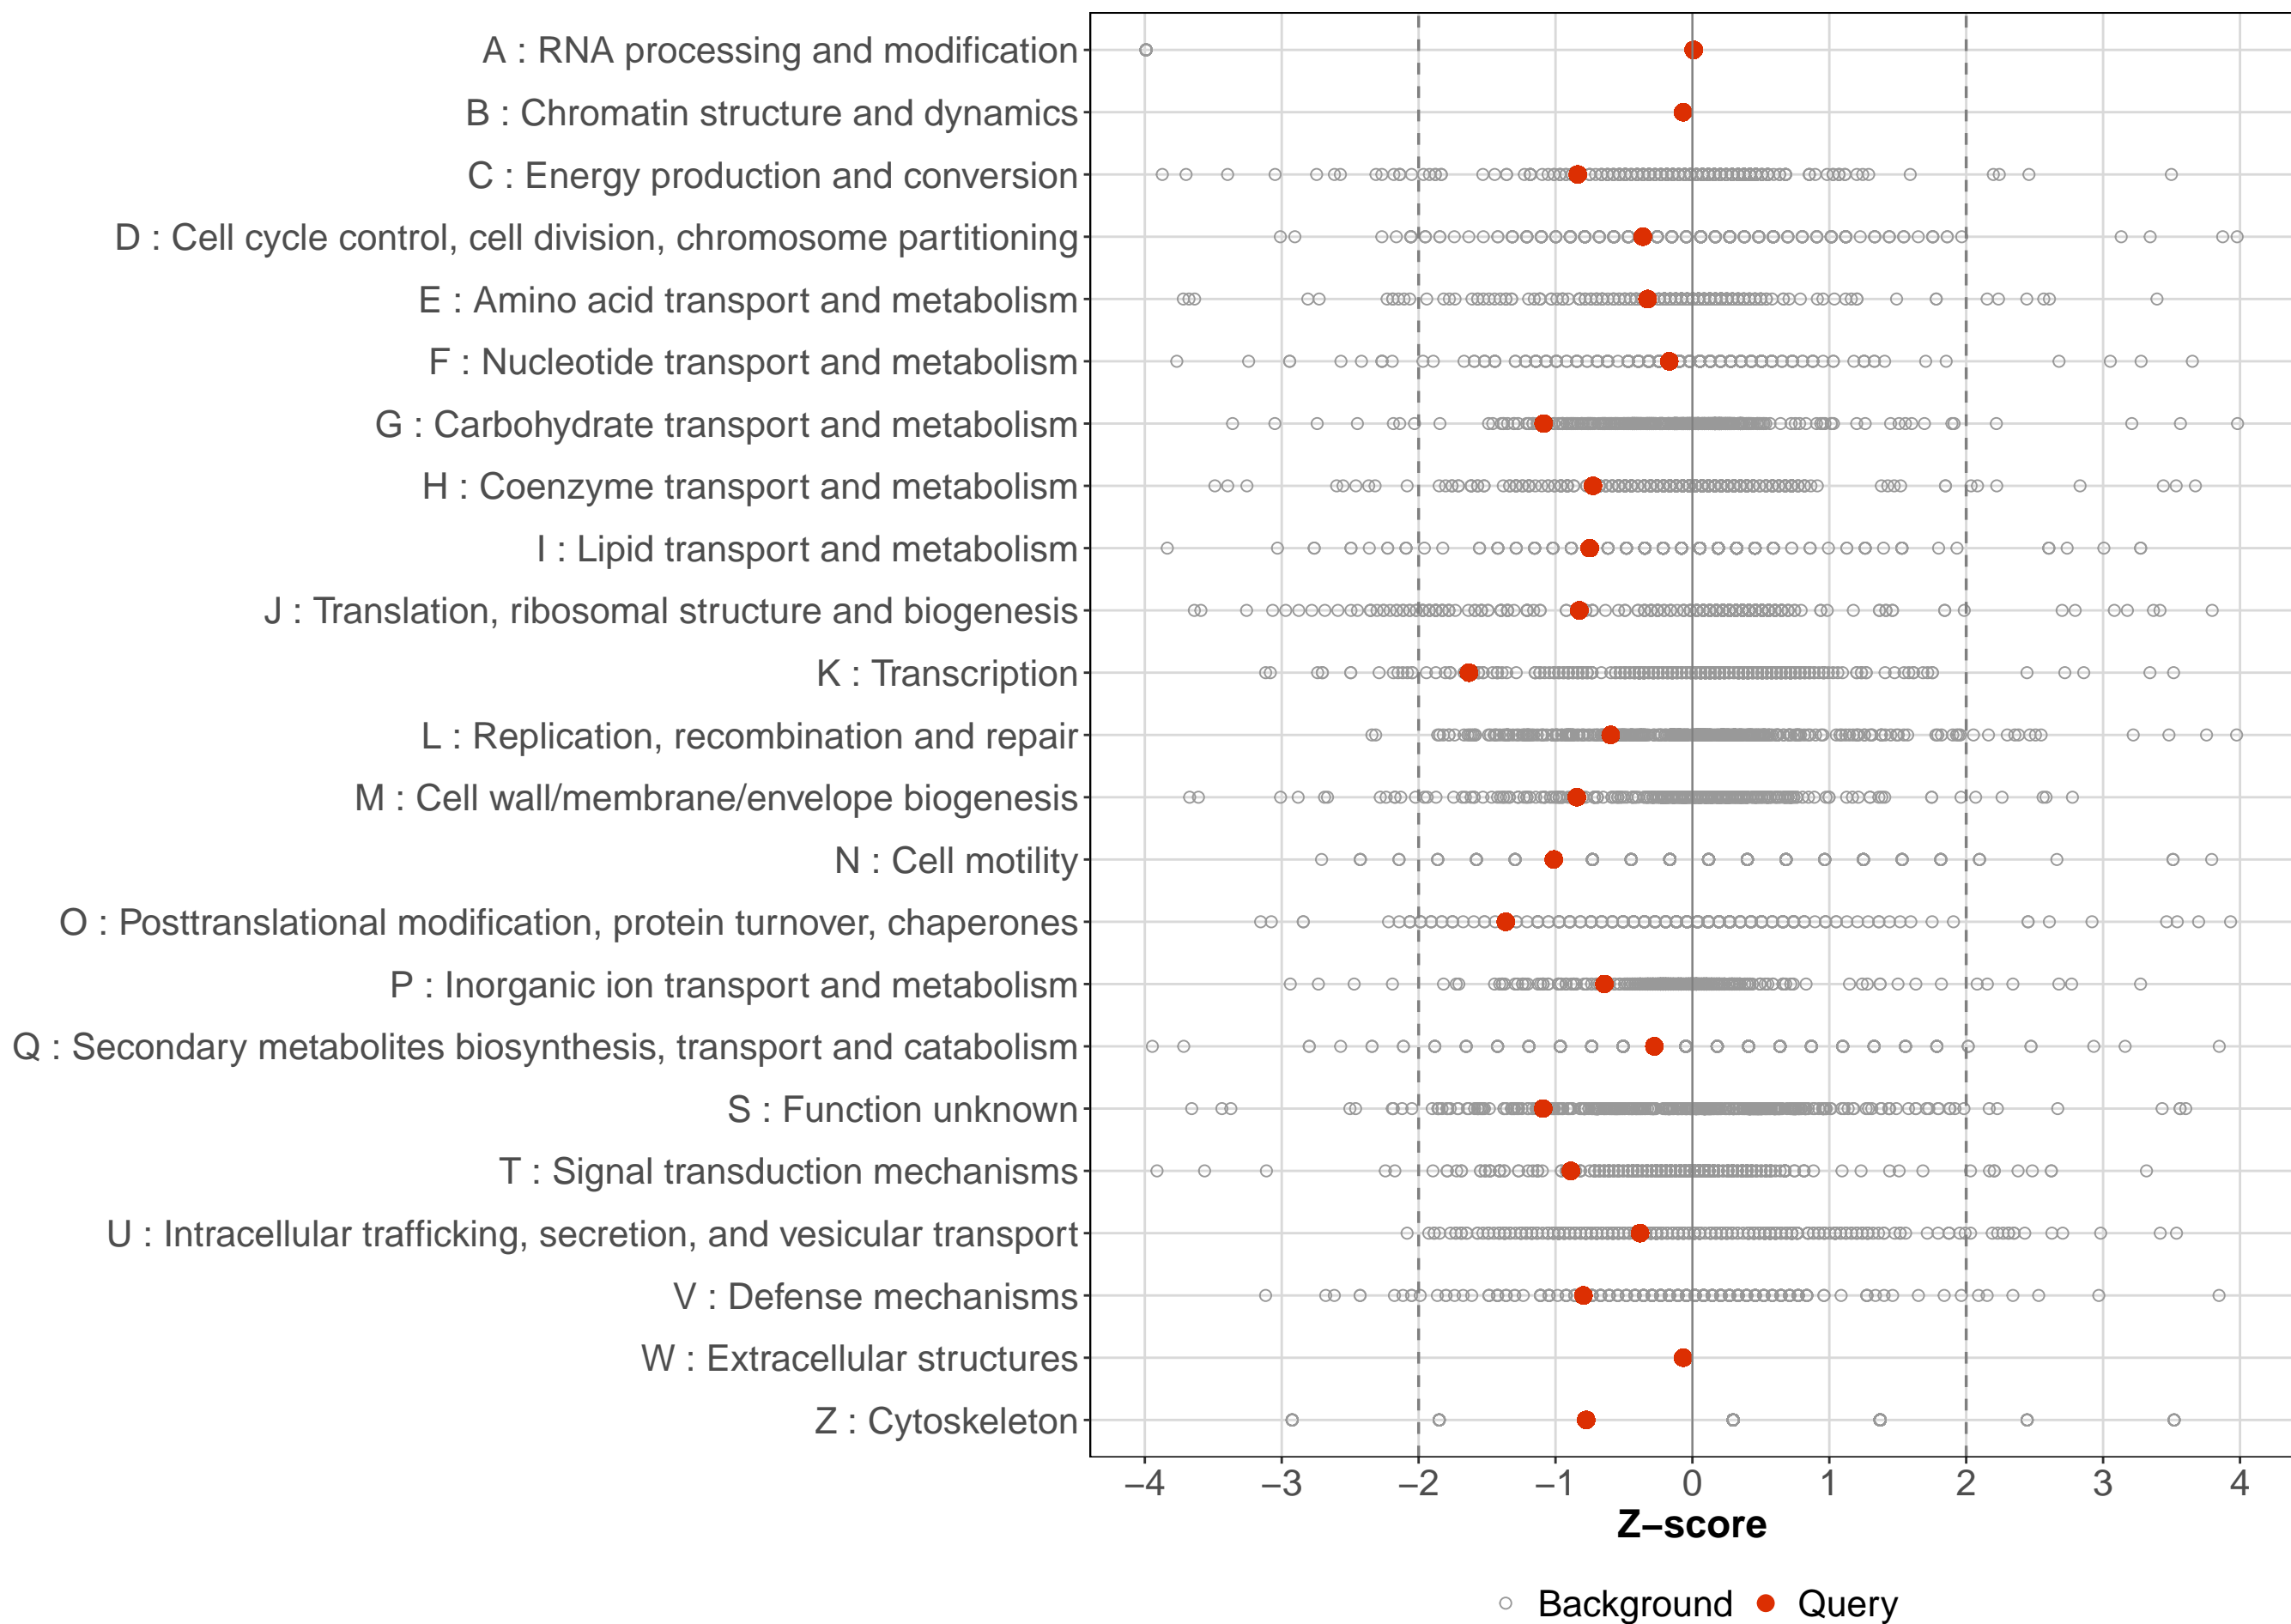 A : RNA processing and modification
B : Chromatin structure and dynamics
C : Energy production and conversion
D : Cell cycle control, cell division, chromosome partitioning
E : Amino acid transport and metabolism
F : Nucleotide transport and metabolism
G : Carbohydrate transport and metabolism
H : Coenzyme transport and metabolism
I : Lipid transport and metabolism
J : Translation, ribosomal structure and biogenesis
K : Transcription
L : Replication, recombination and repair
M : Cell wall/membrane/envelope biogenesis
N : Cell motility
O : Posttranslational modification, protein turnover, chaperones
P : Inorganic ion transport and metabolism
Q : Secondary metabolites biosynthesis, transport and catabolism
S : Function unknown
T : Signal transduction mechanisms
U : Intracellular trafficking, secretion, and vesicular transport
V : Defense mechanisms
W : Extracellular structures
Z : Cytoskeleton
−4 −3 −2 −1 0 1 2 3 4
Z−score
Background Query